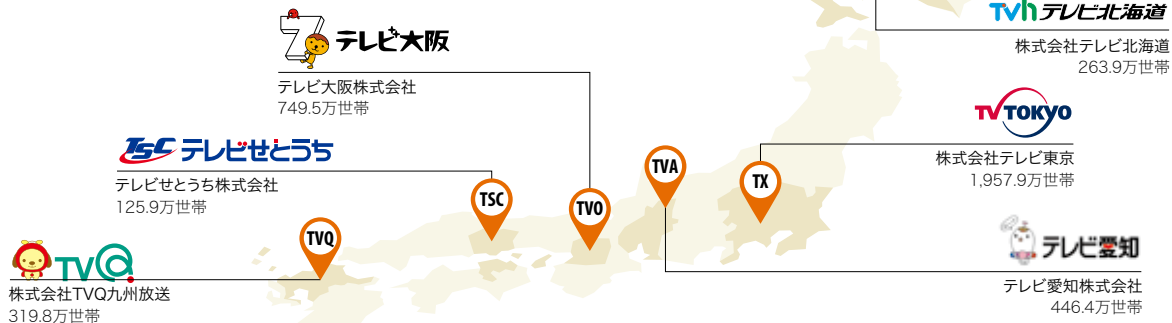 tvh テレビ北海道
株式会社テレビ北海道
263.9万世帯
7 テレビ大阪
テレビ大阪株式会社
749.5万世帯
TV TOKYO
株式会社テレビ東京
1,957.9万世帯
TSC テレビせとうち
テレビせとうち株式会社
125.9万世帯
TVA
TX
TSC
TVO
TVQ
テレビ愛知
テレビ愛知株式会社
446.4万世帯
TVQ
株式会社TVQ九州放送
319.8万世帯